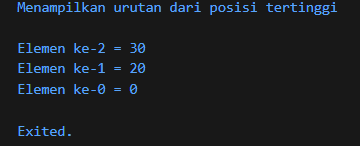 Menampilkan urutan dari posisi tertinggi
Elemen ke-2 = 30
Elemen ke-1 = 20
Elemen ke-0 = 0
Exited.